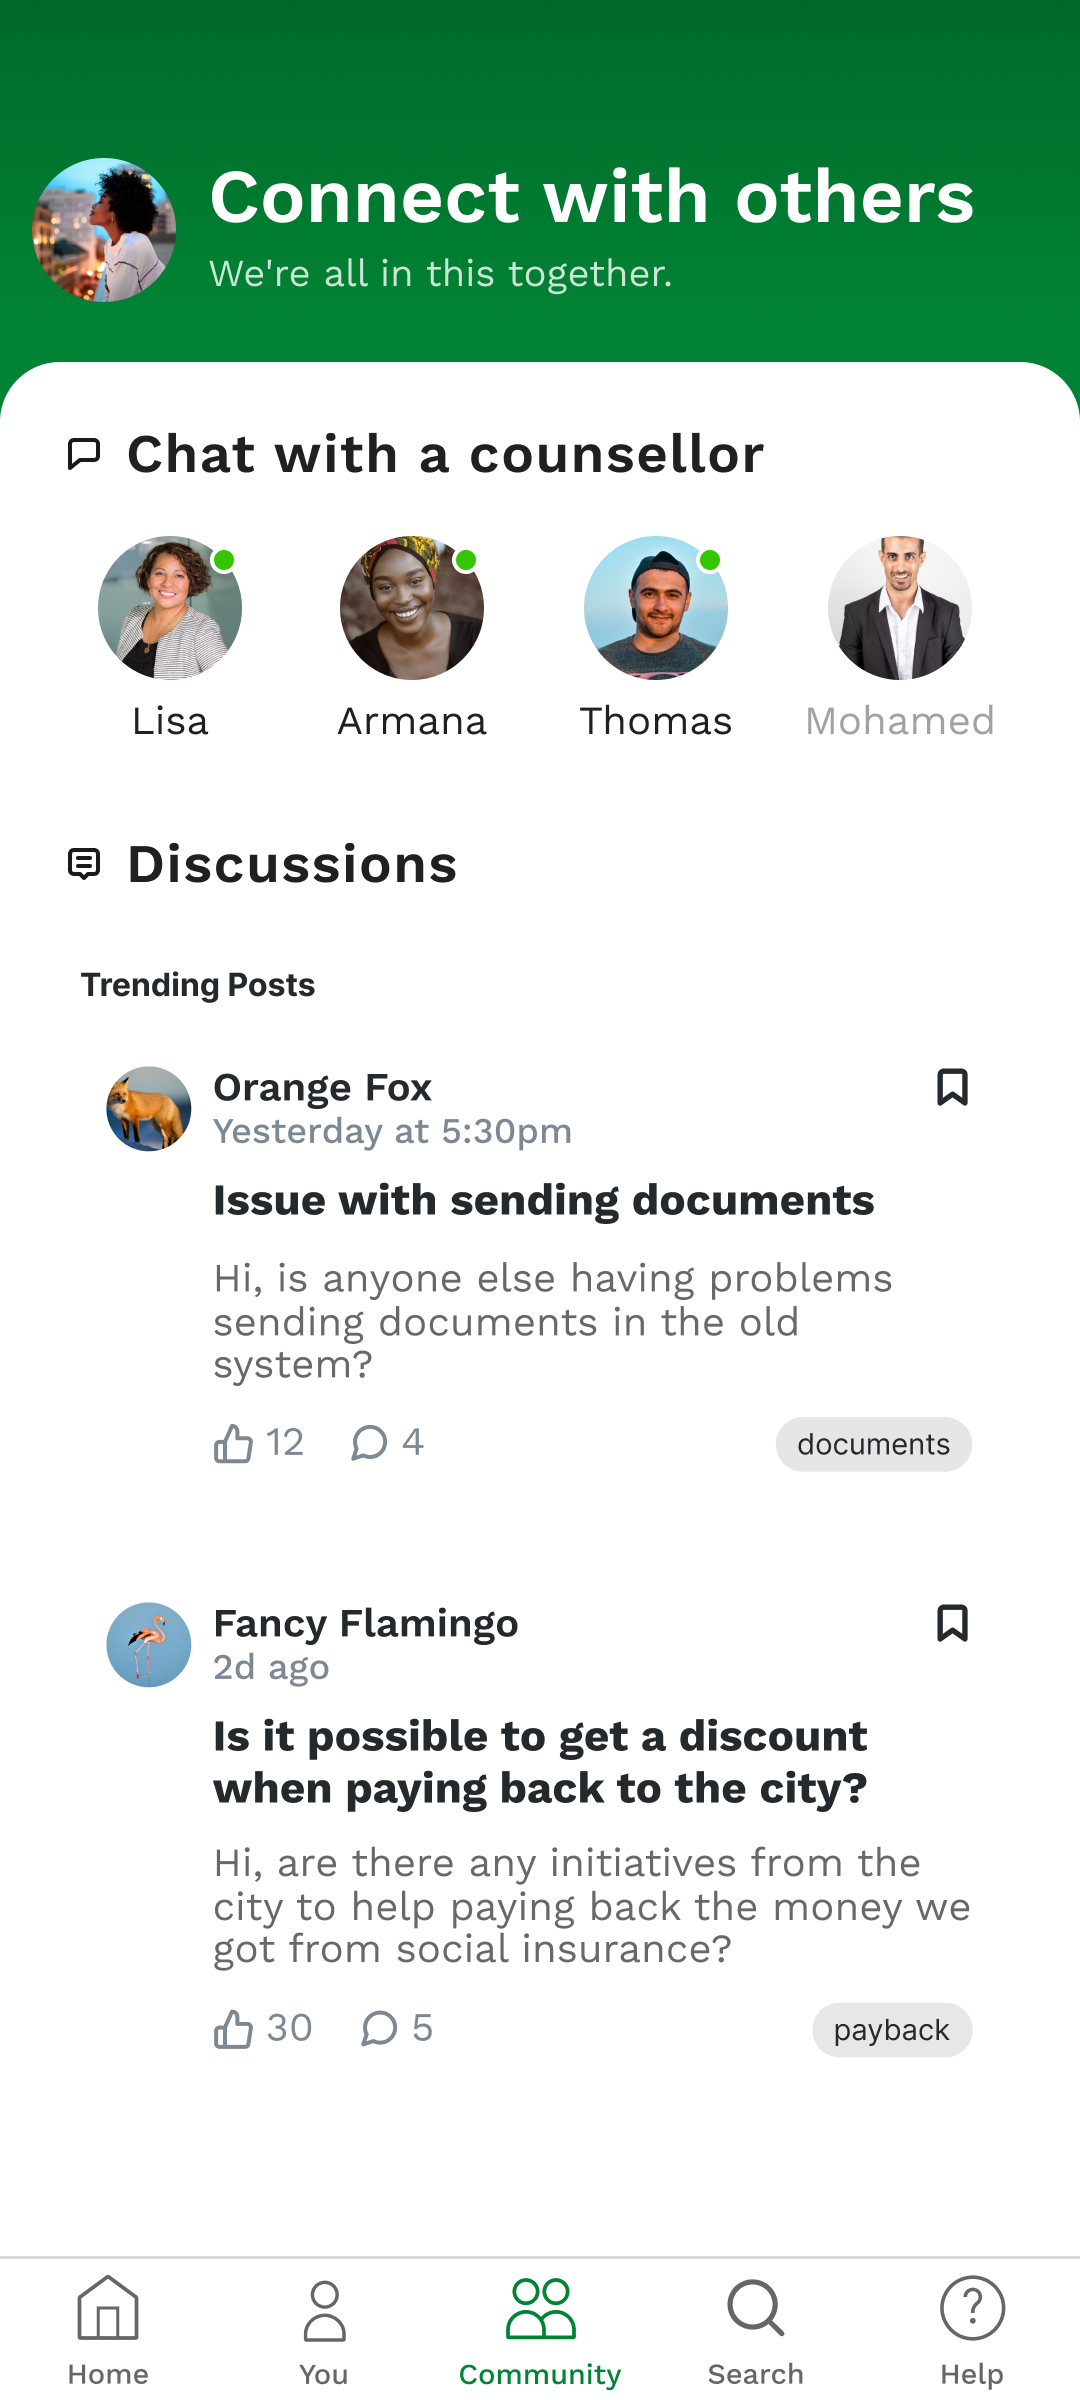 Connect with others
We're all in this together.
Chat with a counsellor
Lisa
Armana
Thomas
Mohamed
Discussions
Trending Posts
Orange Fox
Yesterday at 5:30pm
Issue with sending documents
Hi, is anyone else having problems
sending documents in the old
system?
12
4
documents
Fancy Flamingo
2d ago
Is it possible to get a discount
when paying back to the city?
Hi, are there any initiatives from the
city to help paying back the money we
got from social insurance?
30
5
payback
Home
You
Community
Search
Help